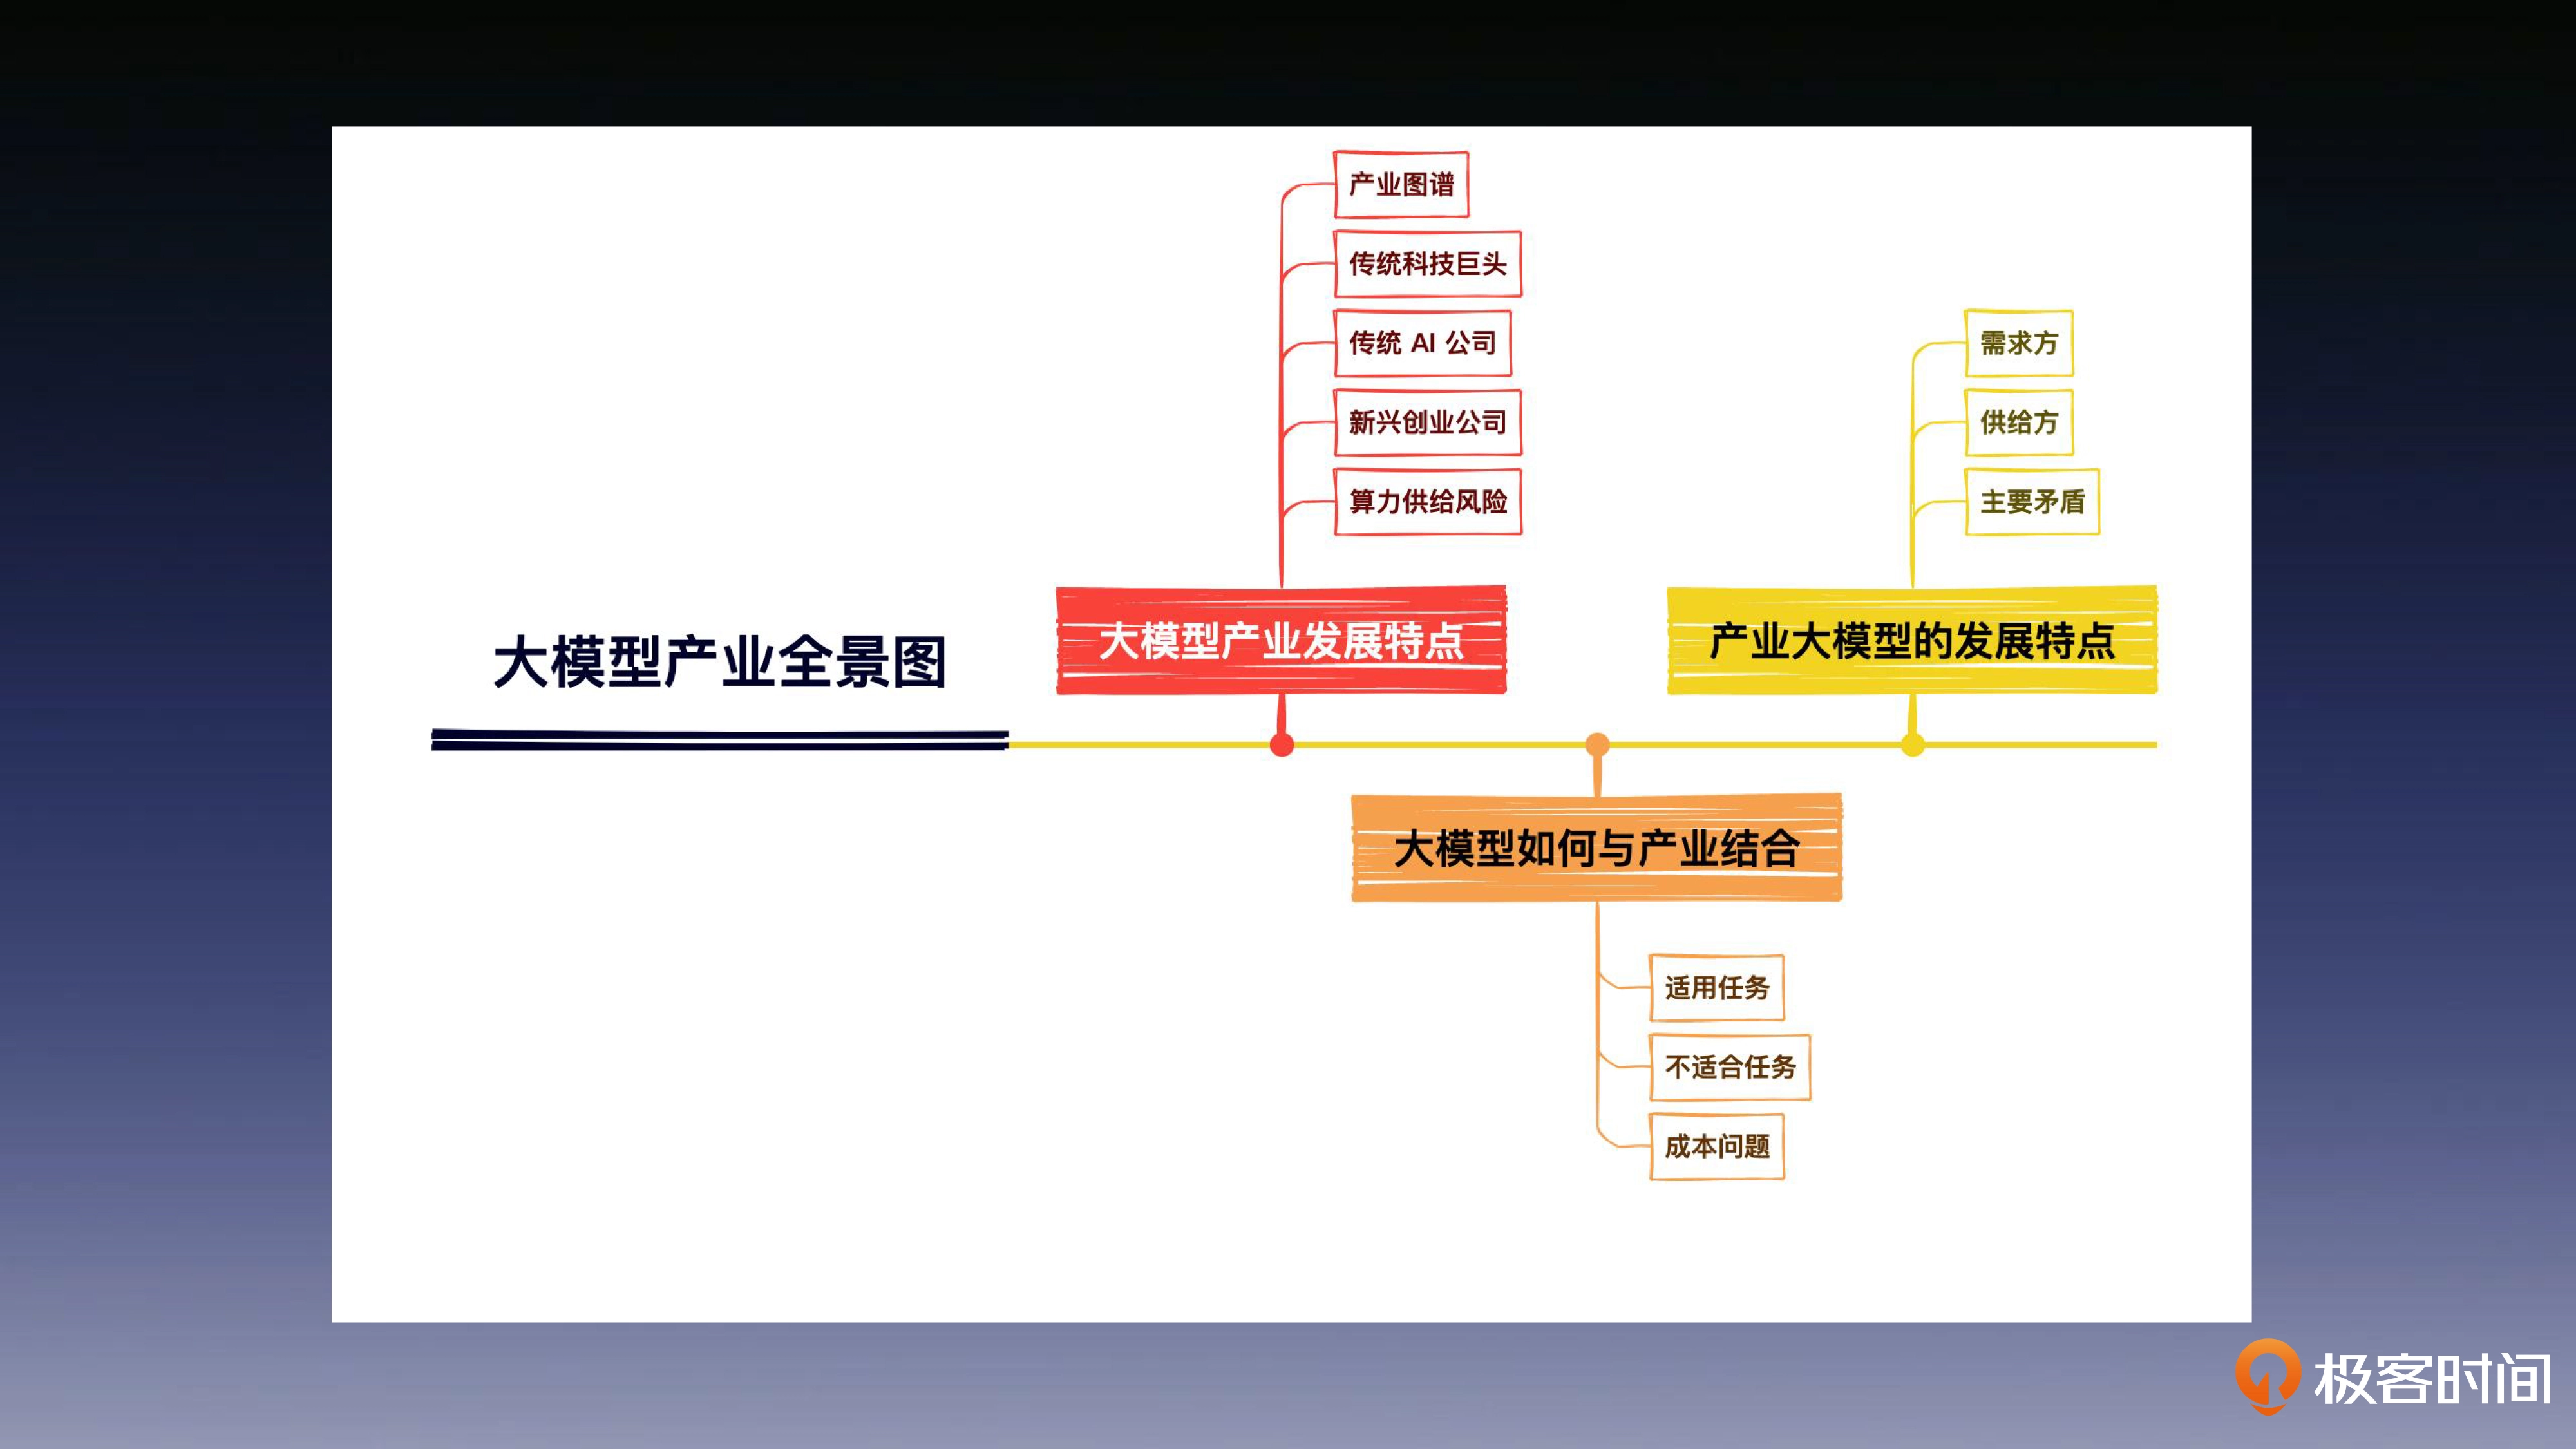 大模型产业全景图
大模型产业发展特点
产业图谱
传统科技巨头
传统 AI 公司
新兴创业公司
算力供给风险
大模型如何与产业结合
适用任务
不适合任务
成本问题
产业大模型的发展特点
需求方
供给方
主要矛盾
极客时间